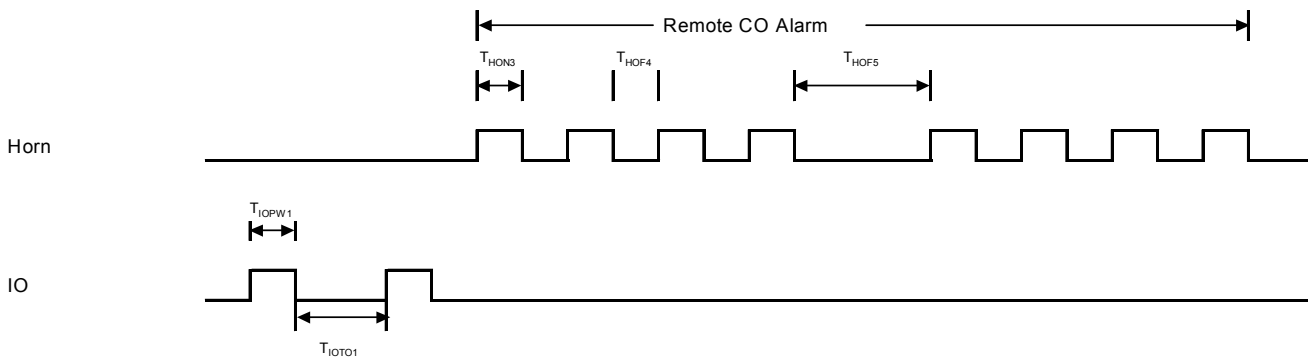 Remote CO Alarm
THON3 THOF4 THOF5
Horn
TIOPW1
IO
TIOTO1